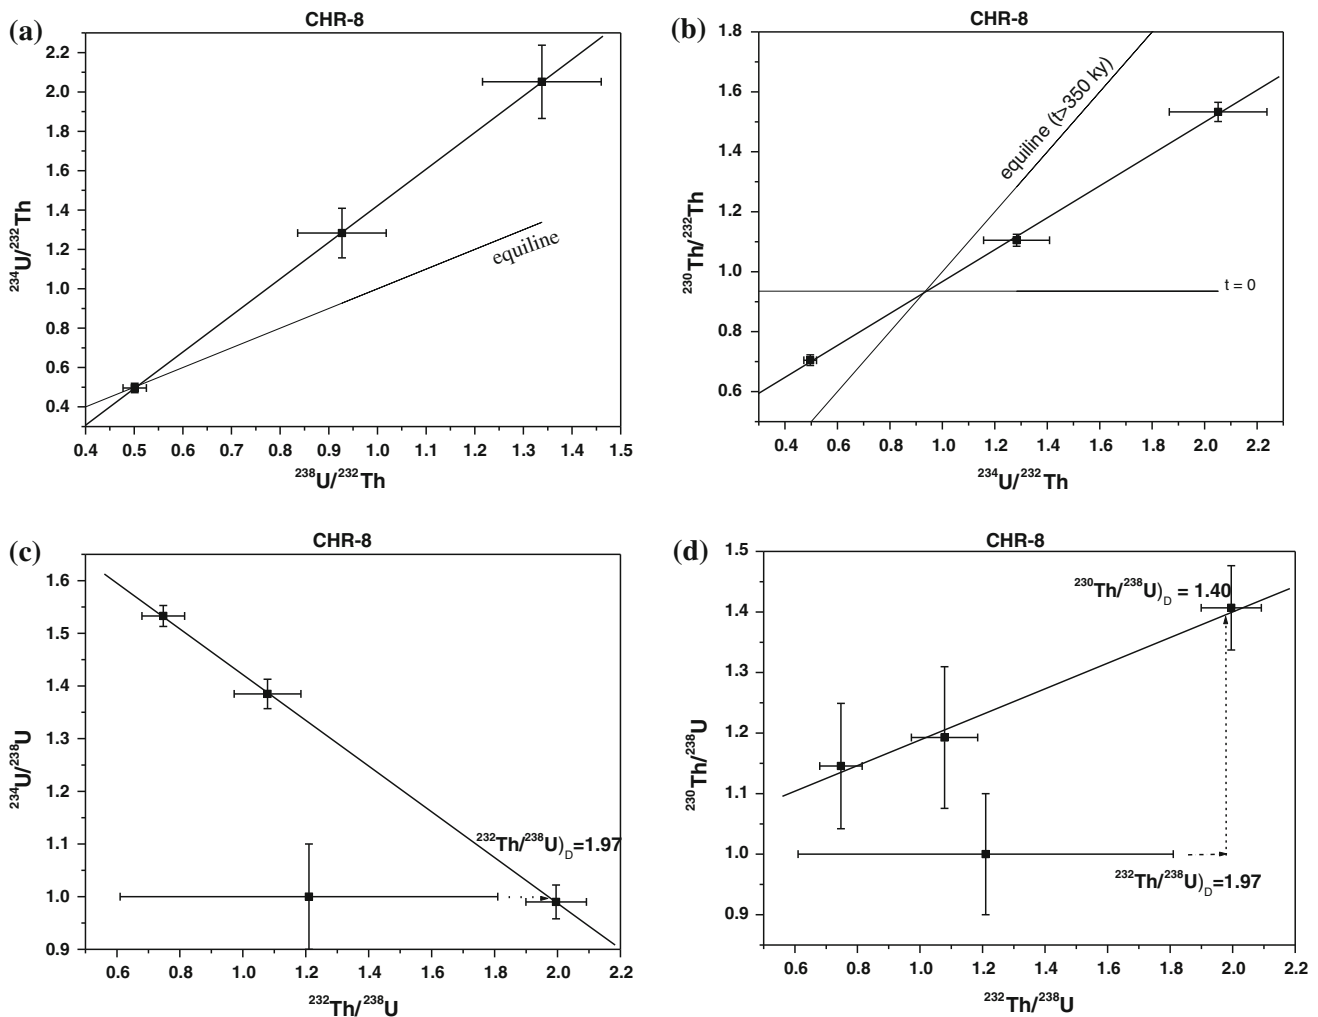 (a)
CHR-8
2.2
2.0
1.8
1.6
1.4
1.2
1.0
0.8
0.6
0.4
²³⁴U/²³²Th
equiline
0.4 0.5 0.6 0.7 0.8 0.9 1.0 1.1 1.2 1.3 1.4 1.5
²³⁸U/²³²Th
(b)
CHR-8
1.8
1.6
1.4
1.2
1.0
0.8
0.6
²³⁰Th/²³²Th
equiline (t>350 ky)
t = 0
0.4 0.6 0.8 1.0 1.2 1.4 1.6 1.8 2.0 2.2
²³⁴U/²³²Th
(c)
CHR-8
1.6
1.5
1.4
1.3
1.2
1.1
1.0
0.9
²³⁴U/²³⁸U
²³²Th/²³⁸U)D=1.97
0.6 0.8 1.0 1.2 1.4 1.6 1.8 2.0 2.2
²³²Th/²³⁸U
(d)
CHR-8
1.5
1.4
1.3
1.2
1.1
1.0
0.9
²³⁰Th/²³⁸U
²³⁰Th/²³⁸U)D = 1.40
²³²Th/²³⁸U)D=1.97
0.6 0.8 1.0 1.2 1.4 1.6 1.8 2.0 2.2
²³²Th/²³⁸U